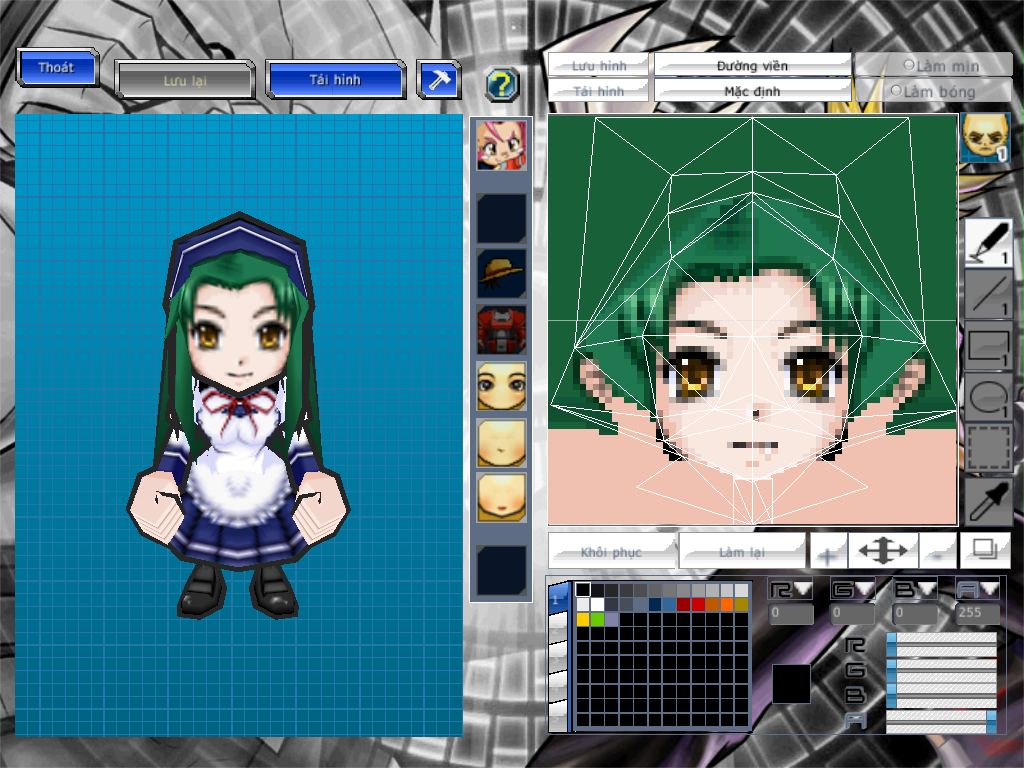 Thoát
Lưu lại
Tải hình
?
Lưu hình
Đường viền
Làm mịn
Tải hình
Mặc định
Làm bóng
1
1
1
1
1
Khôi phục
Làm lại
1
R
G
B
A
0
0
0
255
R
G
B
A